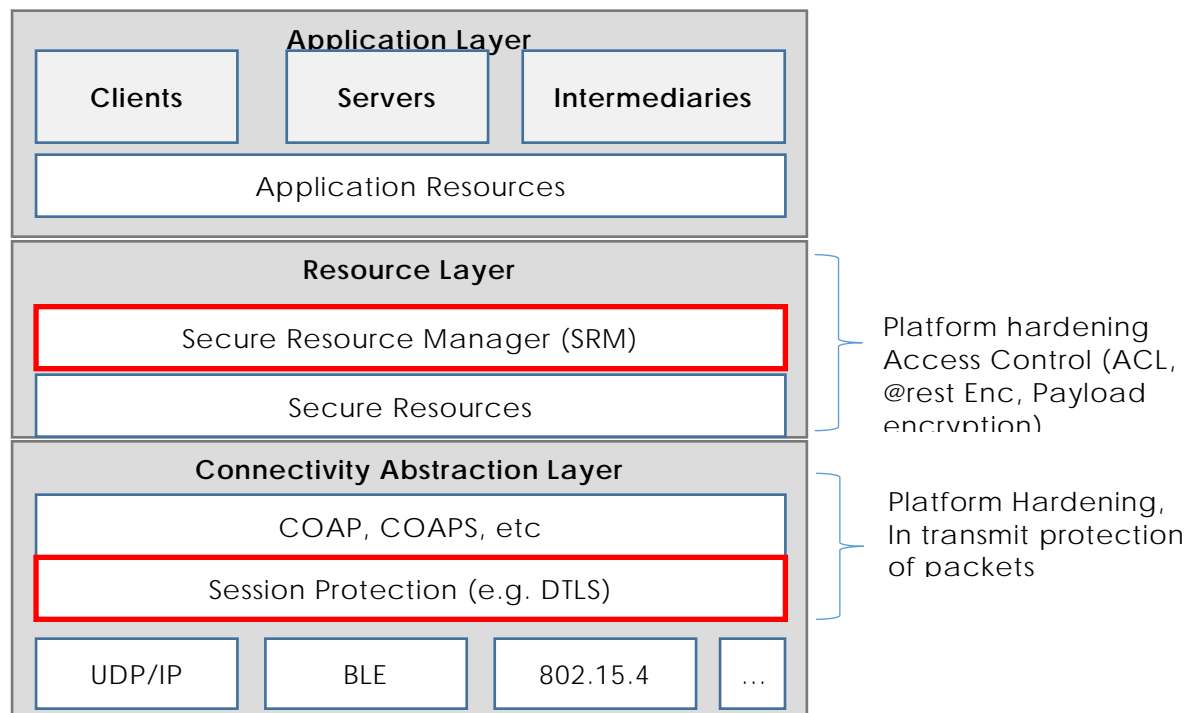 Application Layer
Clients
Servers
Intermediaries
Application Resources
Resource Layer
Secure Resource Manager (SRM)
Secure Resources
Platform hardening
Access Control (ACL,
@rest Enc, Payload
encryption)
Connectivity Abstraction Layer
COAP, COAPS, etc
Session Protection (e.g. DTLS)
Platform Hardening,
In transmit protection
of packets
UDP/IP
BLE
802.15.4
...